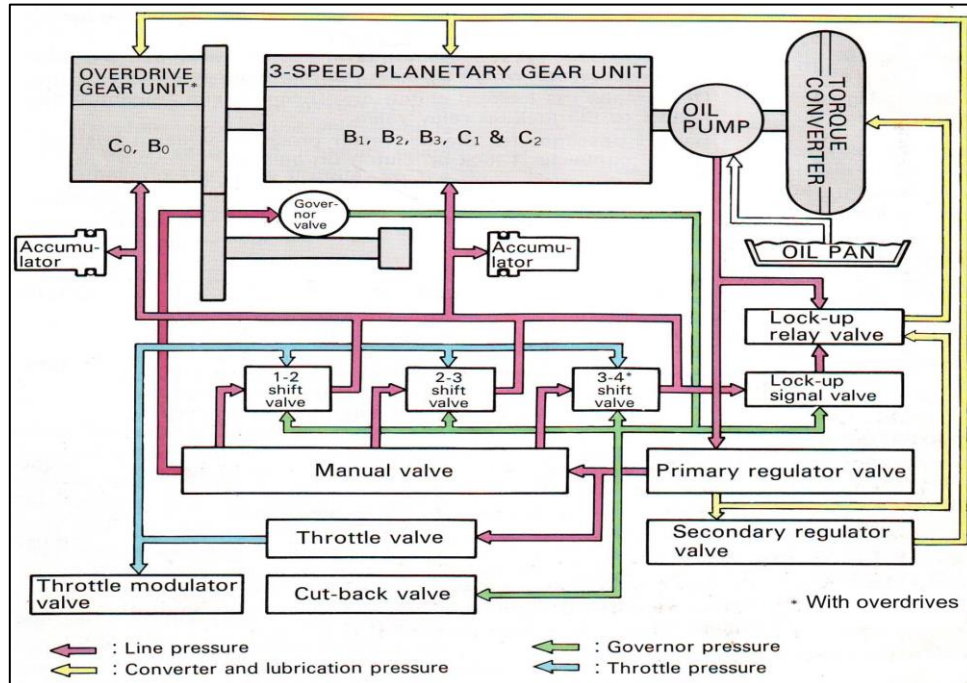 OVERDRIVE
GEAR UNIT*
C₀, B₀
3-SPEED PLANETARY GEAR UNIT
B₁, B₂, B₃, C₁ & C₂
OIL
PUMP
TORQUE
CONVERTER
Gover-
nor
valve
Accumu-
lator
Accumu-
lator
OIL PAN
Lock-up
relay valve
1-2
shift
valve
2-3
shift
valve
3-4*
shift
valve
Lock-up
signal valve
Manual valve
Primary regulator valve
Throttle valve
Secondary regulator
valve
Throttle modulator
valve
Cut-back valve
* With overdrives
: Line pressure
: Governor pressure
: Converter and lubrication pressure
: Throttle pressure